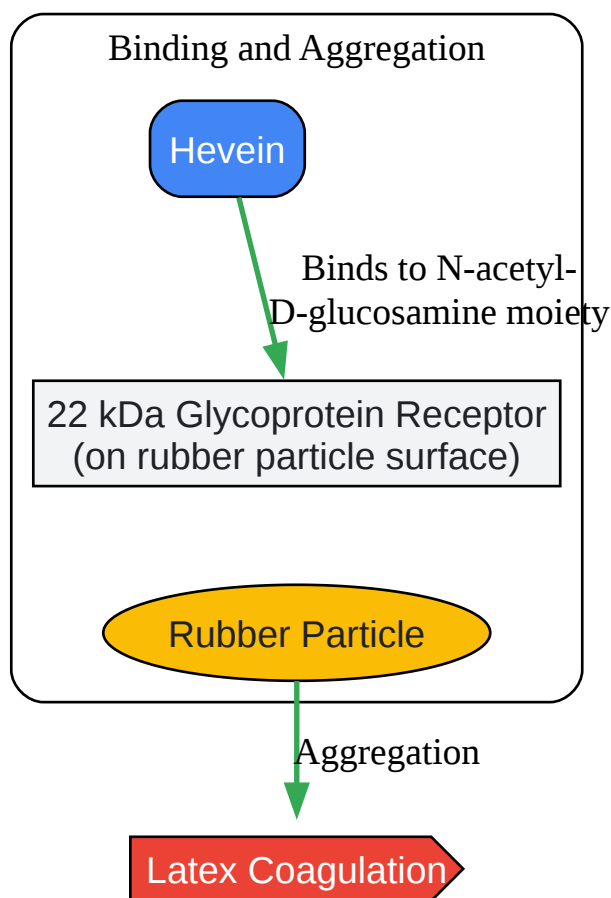 Binding and Aggregation
Hevein
Binds to N-acetyl-
D-glucosamine moiety
22 kDa Glycoprotein Receptor
(on rubber particle surface)
Rubber Particle
Aggregation
Latex Coagulation